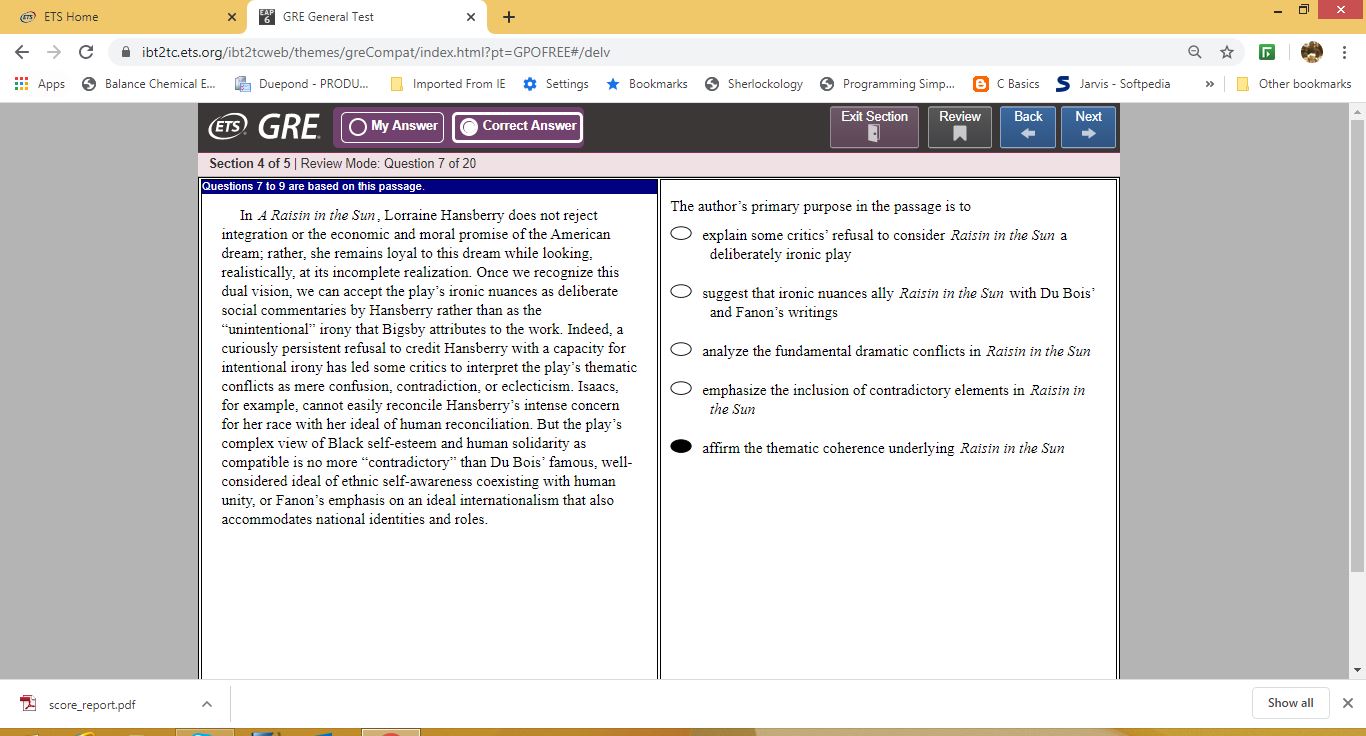 ETS Home
GRE General Test
ibt2tc.ets.org/ibt2tcweb/themes/greCompat/index.html?pt=GPOFREE#/delv
Apps Balance Chemical E... Duepond - PRODU... Imported From IE Settings Bookmarks Sherlockology Programming Simp... C Basics Jarvis - Softpedia » Other bookmarks
ETS GRE My Answer Correct Answer Exit Section Review Back Next
Section 4 of 5 | Review Mode: Question 7 of 20
Questions 7 to 9 are based on this passage.
In A Raisin in the Sun, Lorraine Hansberry does not reject
integration or the economic and moral promise of the American
dream; rather, she remains loyal to this dream while looking,
realistically, at its incomplete realization. Once we recognize this
dual vision, we can accept the play's ironic nuances as deliberate
social commentaries by Hansberry rather than as the
“unintentional” irony that Bigsby attributes to the work. Indeed, a
curiously persistent refusal to credit Hansberry with a capacity for
intentional irony has led some critics to interpret the play's thematic
conflicts as mere confusion, contradiction, or eclecticism. Isaacs,
for example, cannot easily reconcile Hansberry's intense concern
for her race with her ideal of human reconciliation. But the play's
complex view of Black self-esteem and human solidarity as
compatible is no more “contradictory” than Du Bois' famous, well-
considered ideal of ethnic self-awareness coexisting with human
unity, or Fanon's emphasis on an ideal internationalism that also
accommodates national identities and roles.
The author's primary purpose in the passage is to
explain some critics' refusal to consider Raisin in the Sun a
deliberately ironic play
suggest that ironic nuances ally Raisin in the Sun with Du Bois'
and Fanon's writings
analyze the fundamental dramatic conflicts in Raisin in the Sun
emphasize the inclusion of contradictory elements in Raisin in
the Sun
affirm the thematic coherence underlying Raisin in the Sun
score_report.pdf
Show all